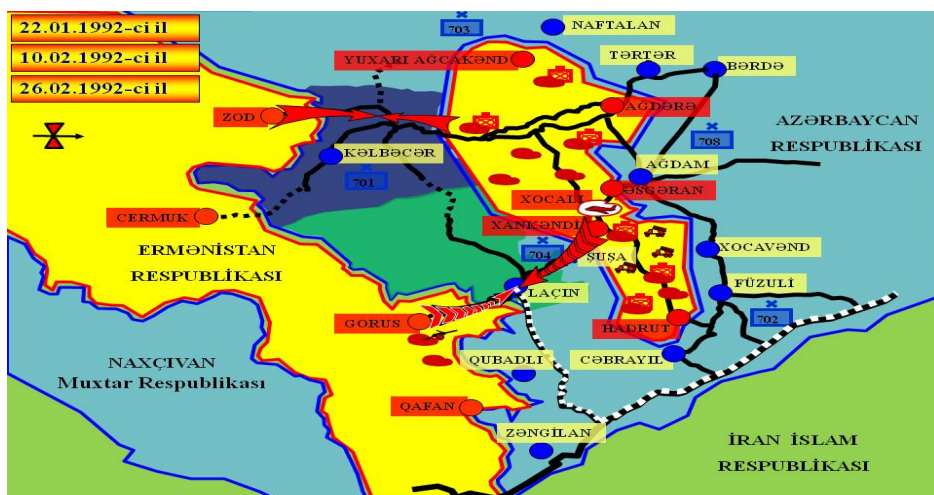 22.01.1992-ci il
10.02.1992-ci il
26.02.1992-ci il
703
NAFTALAN
YUXARI AĞCAKƏND
TƏRTƏR
BƏRDƏ
ZOD
AĞDƏRƏ
AZƏRBAYCAN
RESPUBLİKASI
708
KƏLBƏCƏR
701
AĞDAM
ƏSGƏRAN
XOCALI
CERMUK
XANKƏNDİ
ERMƏNİSTAN
RESPUBLİKASI
704
ŞUŞA
XOCAVƏND
LAÇIN
FÜZULİ
702
GORUS
HADRUT
NAXÇIVAN
Muxtar Respublikası
QUBADLI
CƏBRAYIL
QAFAN
ZƏNGİLAN
İRAN İSLAM
RESPUBLİKASI